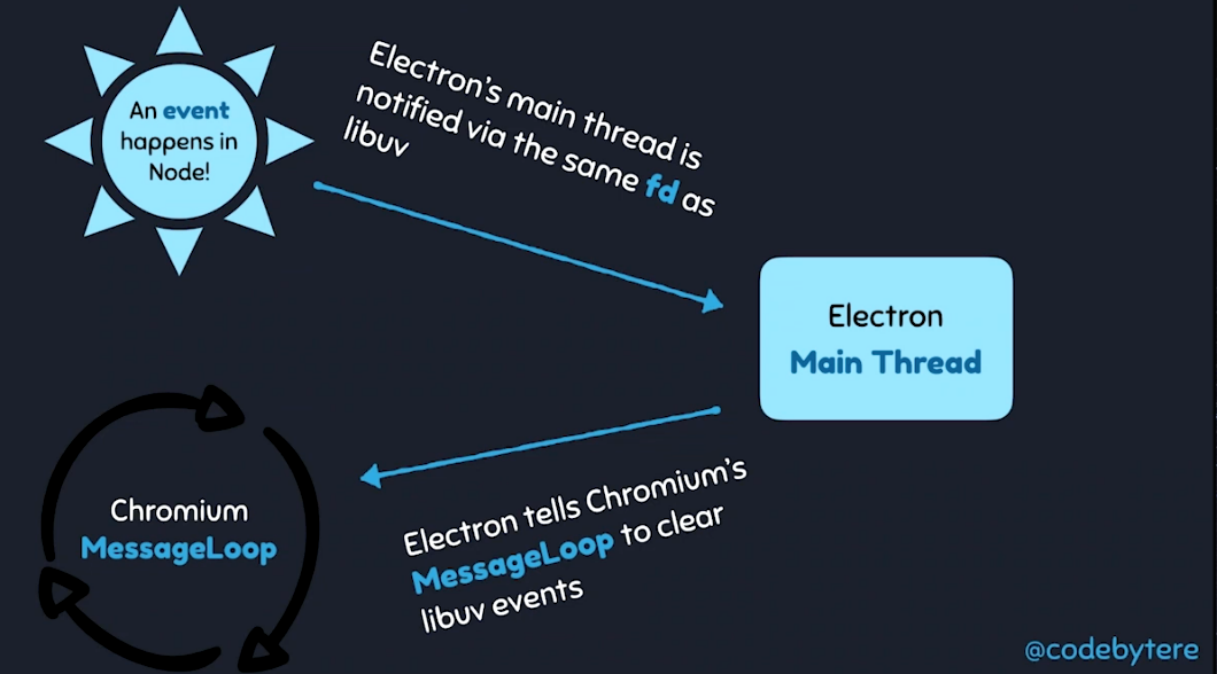 An event
happens in
Node!
Electron's main thread is
notified via the same fd as
libuv
Electron
Main Thread
Chromium
MessageLoop
Electron tells Chromium's
MessageLoop to clear
libuv events
@codebytere